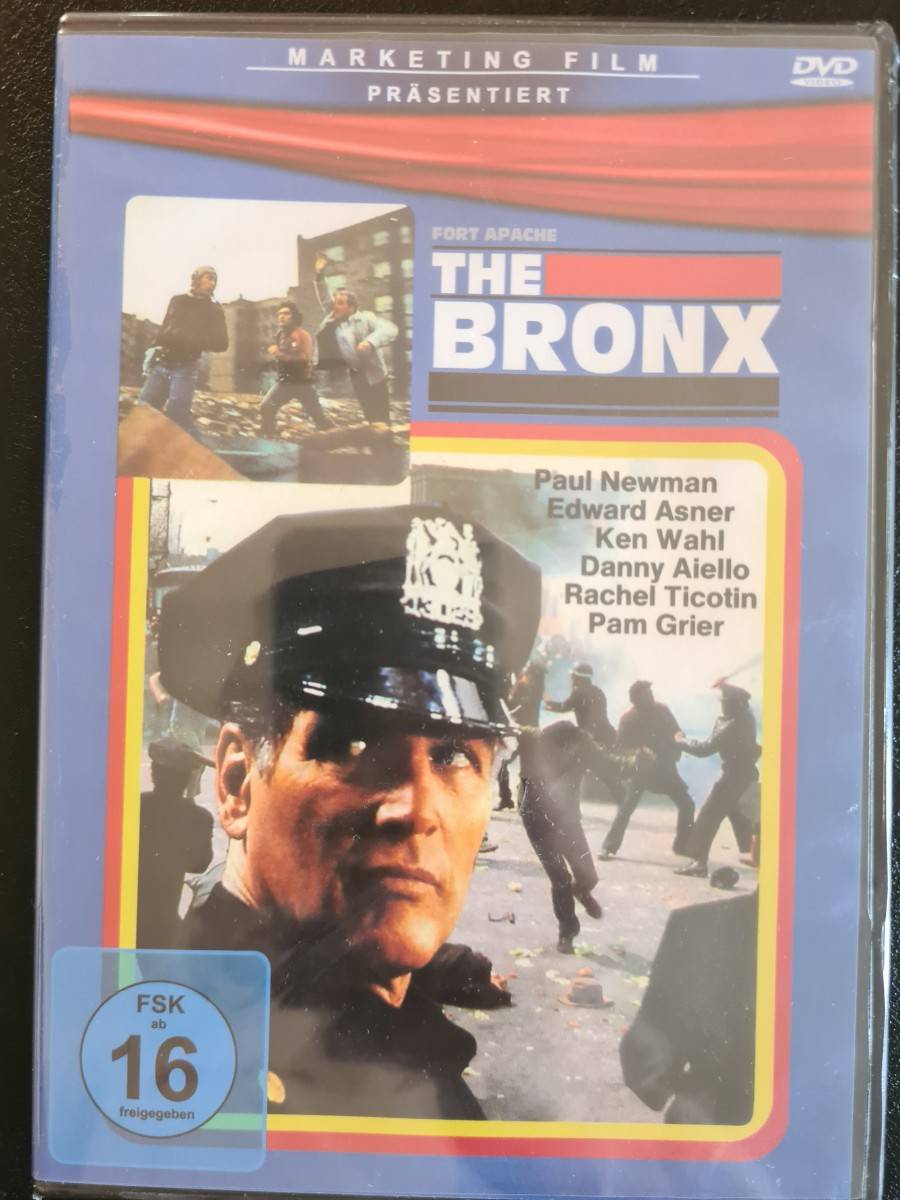 MARKETING FILM
PRÄSENTIERT
DVD
VIDEO
FORT APACHE
THE
BRONX
Paul Newman
Edward Asner
Ken Wahl
Danny Aiello
Rachel Ticotin
Pam Grier
FSK
ab
16
freigegeben